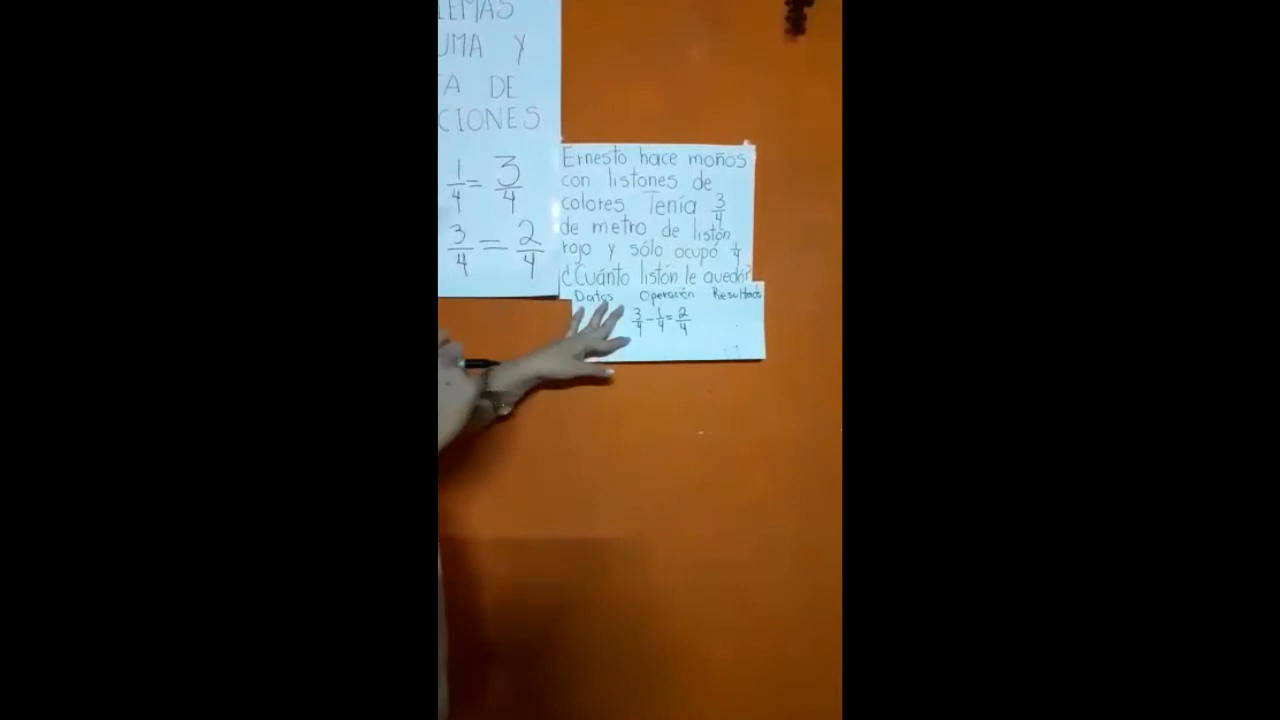 LEMAS
UMA Y
A DE
CIONES
1/4 = 3/4
3/4 = 2/4
Ernesto hace moños
con listones de
colores Tenía 3/4
de metro de listón
rojo y sólo ocupó 1/4
¿Cuánto listón le quedó?
Datos Operación Resultado
3/4 - 1/4 = 2/4